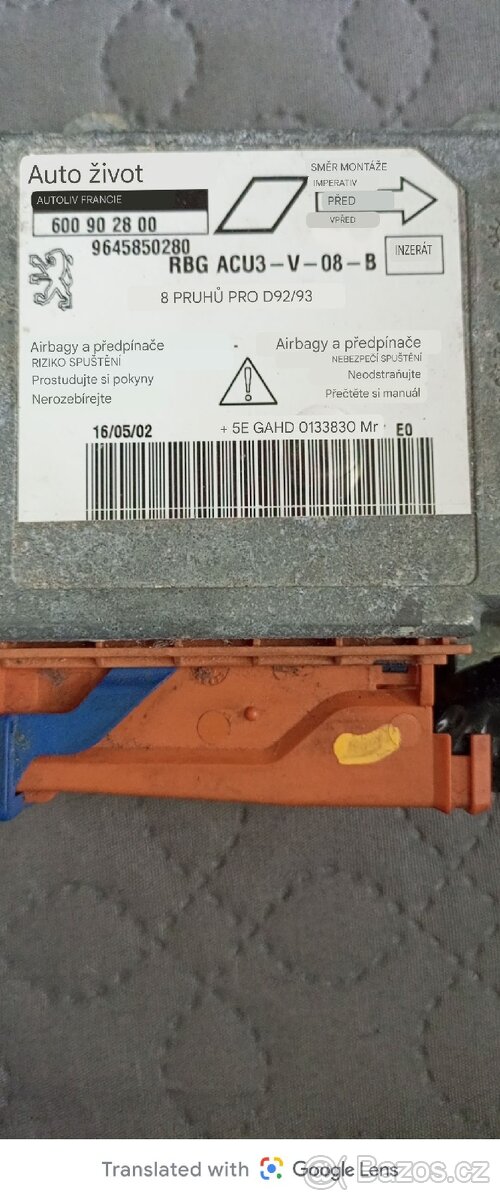 Auto život
AUTOLIV FRANCIE
600 90 28 00
9645850280
SMĚR MONTÁŽE
IMPERATIV
PŘED
VPŘED
RBG ACU3-V-08-B
INZERÁT
8 PRUHŮ PRO D92/93
Airbagy a předpínače
RIZIKO SPUŠTĚNÍ
Prostudujte si pokyny
Nerozebírejte
Airbagy a předpínače
NEBEZPEČÍ SPUŠTĚNÍ
Neodstraňujte
Přečtěte si manuál
16/05/02
+ 5E GAHD 0133830 Mr
E0
Translated with Google Lens
Bezos.cz